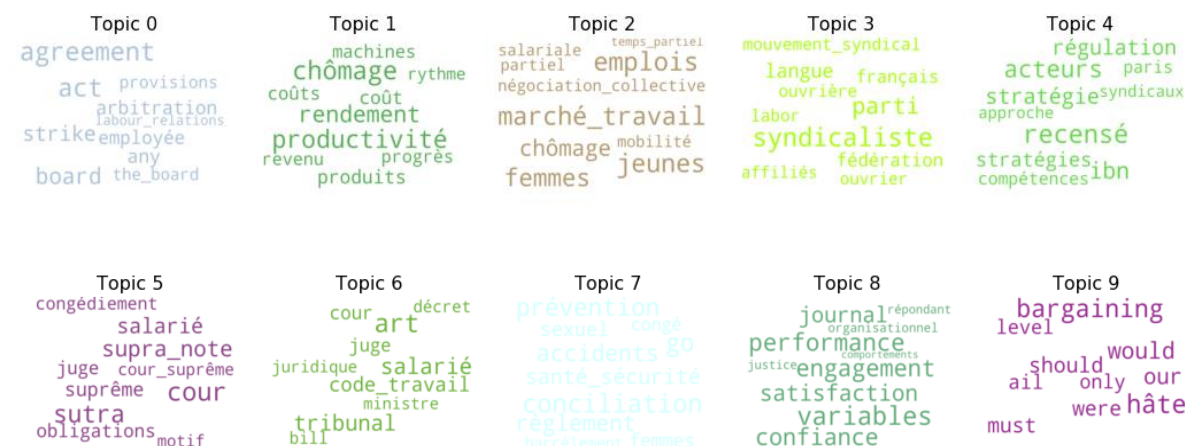 Topic 0
agreement
act provisions
arbitration
labour_relations
strike employée
any
board the_board
Topic 1
machines
chômage rythme
coûts coût
rendement
productivité
revenu progrès
produits
Topic 2
temps_partiel
salariale
partiel emplois
négociation_collective
marché_travail
chômage mobilité
jeunes
femmes
Topic 3
mouvement_syndical
langue français
ouvrière
labor parti
syndicaliste
fédération
affiliés ouvrier
Topic 4
régulation
acteurs paris
stratégie syndicaux
approche
recensé
stratégies
compétences ibn
Topic 5
congédiement
salarié
supra_note
juge cour_suprême
suprême cour
sutra
obligations
motif
Topic 6
cour décret
art
juge
juridique salarié
code_travail
ministre
tribunal
bill
Topic 7
prévention
sexuel congé
accidents go
santé_sécurité
conciliation
règlement
harcèlement femmes
Topic 8
journal répondant
organisationnel
performance
comportements
justice engagement
satisfaction
variables
confiance
Topic 9
bargaining
level
should would
ail only our
were hâte
must